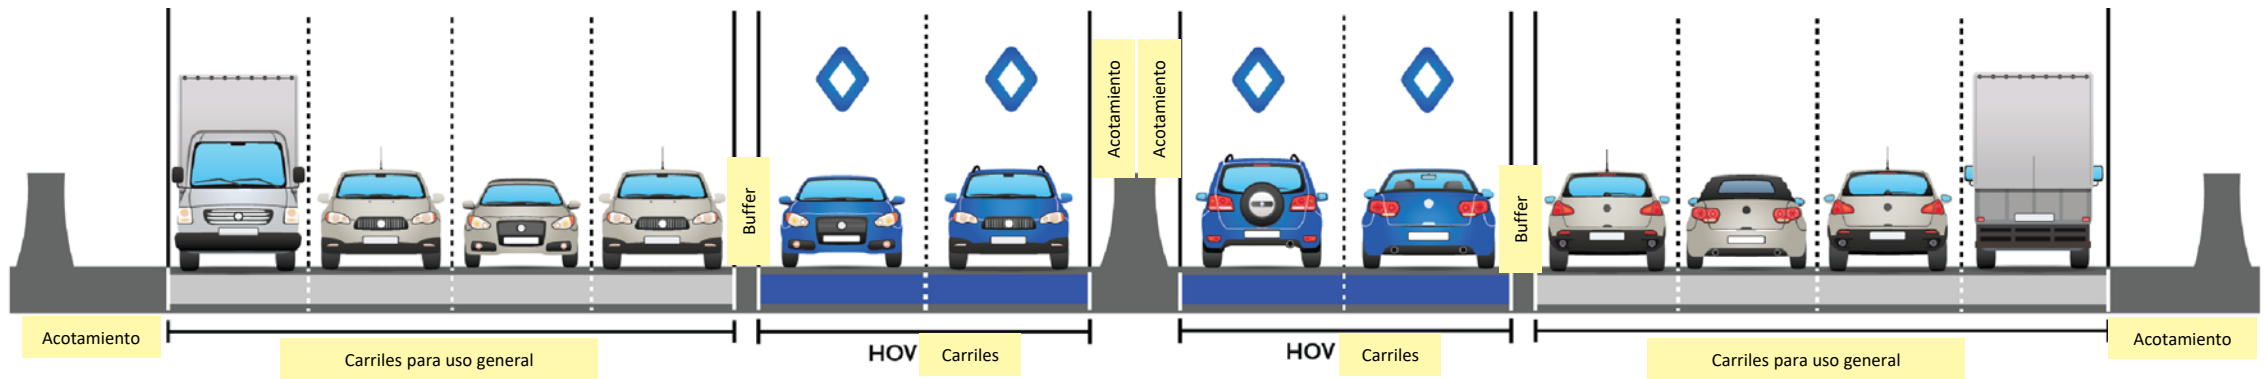 Acotamiento
Acotamiento
Buffer
Buffer
Acotamiento
Carriles para uso general
HOV Carriles
HOV Carriles
Carriles para uso general
Acotamiento